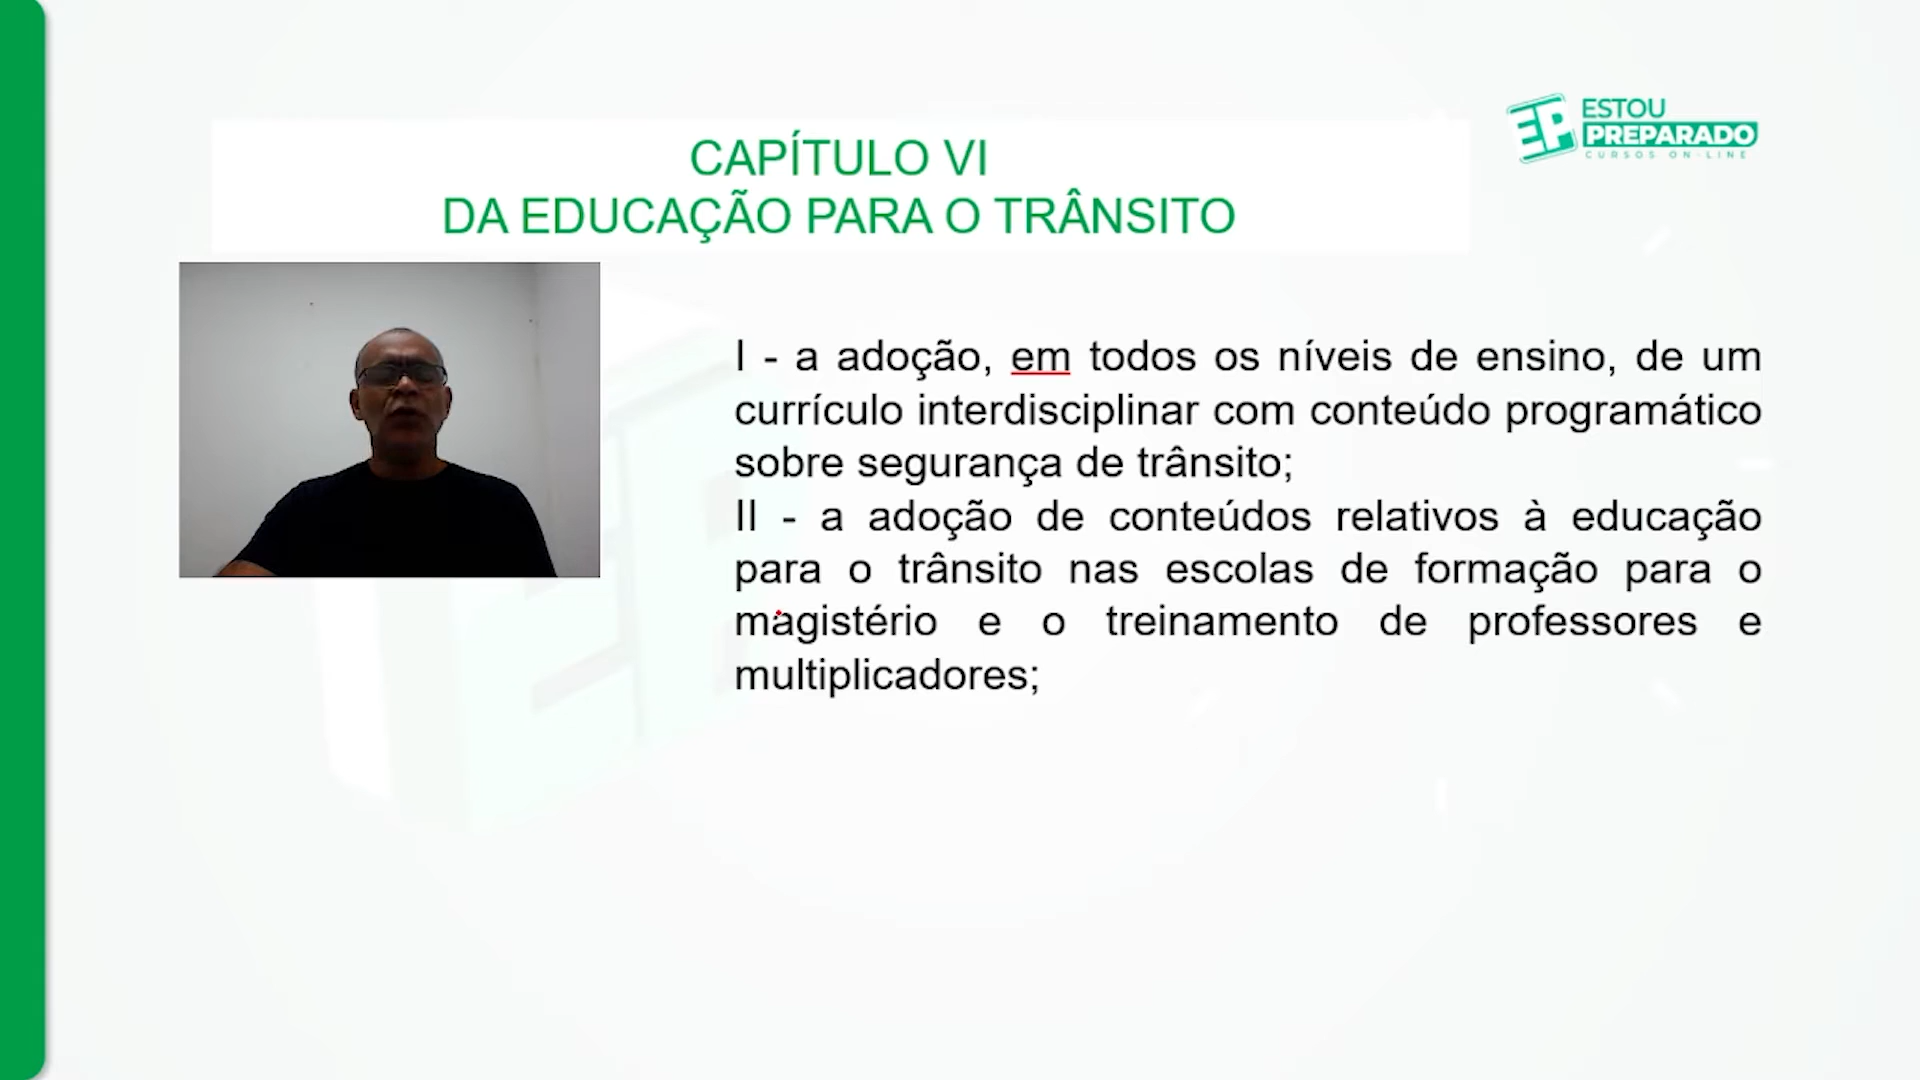 CAPÍTULO VI
DA EDUCAÇÃO PARA O TRÂNSITO
EP ESTOU
PREPARADO
CURSOS ON-LINE
I - a adoção, em todos os níveis de ensino, de um
currículo interdisciplinar com conteúdo programático
sobre segurança de trânsito;
II - a adoção de conteúdos relativos à educação
para o trânsito nas escolas de formação para o
magistério e o treinamento de professores e
multiplicadores;